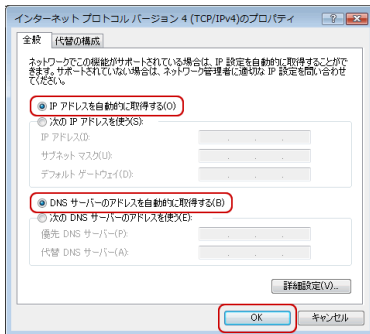 インターネット プロトコル バージョン 4 (TCP/IPv4)のプロパティ
全般 代替の構成
ネットワークでこの機能がサポートされている場合は、IP 設定を自動的に取得することがで
きます。サポートされていない場合は、ネットワーク管理者に適切な IP 設定を問い合わせ
てください。
IP アドレスを自動的に取得する(O)
次の IP アドレスを使う(S):
IP アドレス(I):
サブネット マスク(U):
デフォルト ゲートウェイ(D):
DNS サーバーのアドレスを自動的に取得する(B)
次の DNS サーバーのアドレスを使う(E):
優先 DNS サーバー(P):
代替 DNS サーバー(A):
詳細設定(V)...
OK キャンセル